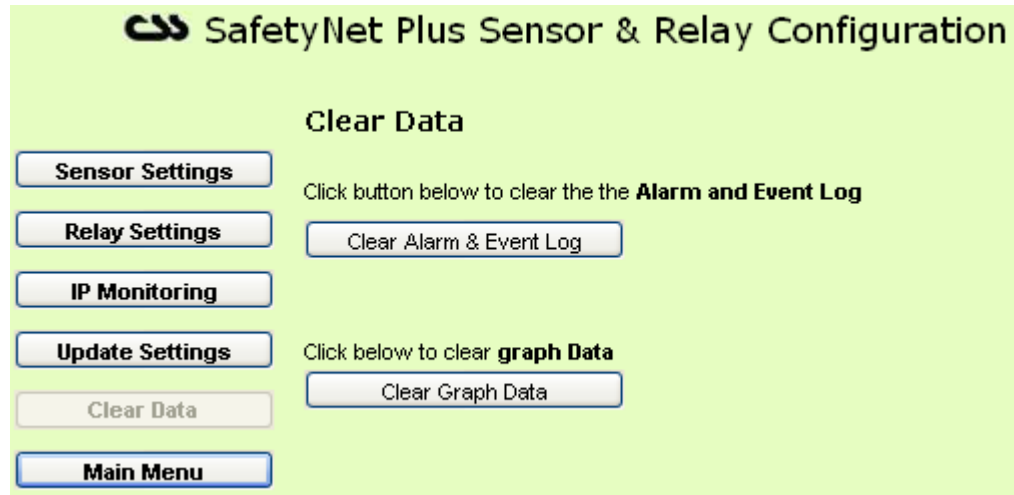 CSS SafetyNet Plus Sensor & Relay Configuration
Clear Data
Sensor Settings
Click button below to clear the the Alarm and Event Log
Relay Settings
Clear Alarm & Event Log
IP Monitoring
Update Settings
Click below to clear graph Data
Clear Graph Data
Clear Data
Main Menu